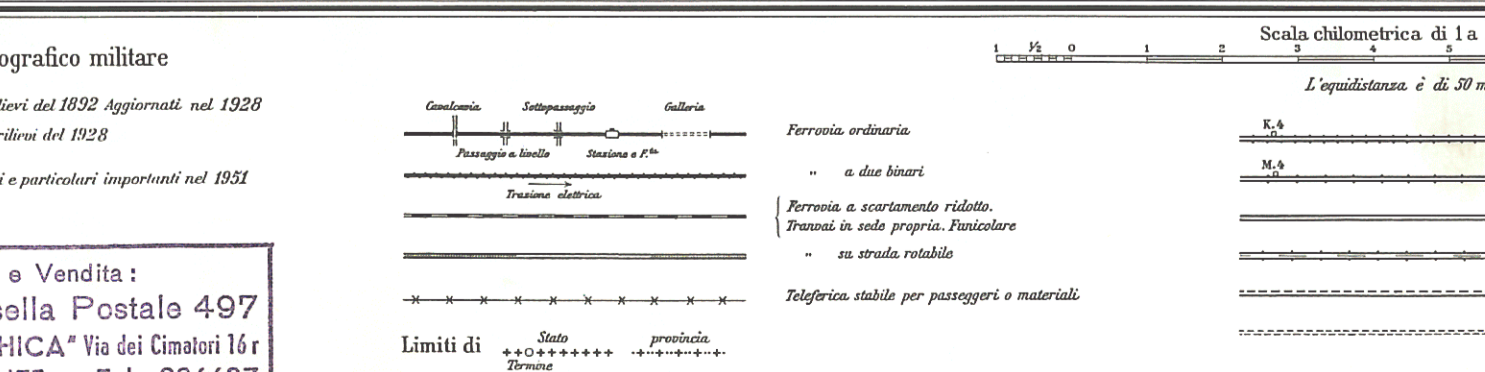 ografico militare
lievi del 1892 Aggiornati nel 1928
rilievi del 1928
i e particolari importanti nel 1951
e Vendita:
sella Postale 497
HICA" Via dei Cimatori 16 r
Cavalcavia Sottopassaggio Galleria
Passaggio a livello Stazione e F.ta
Trazione elettrica
Limiti di Stato provincia
Termine
Ferrovia ordinaria
" a due binari
Ferrovia a scartamento ridotto.
Tranvai in sede propria. Funicolare
" su strada rotabile
Teleferica stabile per passeggeri o materiali
Scala chilometrica di 1 a
1 ½ 0 1 2 3 4 5
L'equidistanza è di 50 m
K.4
M.4